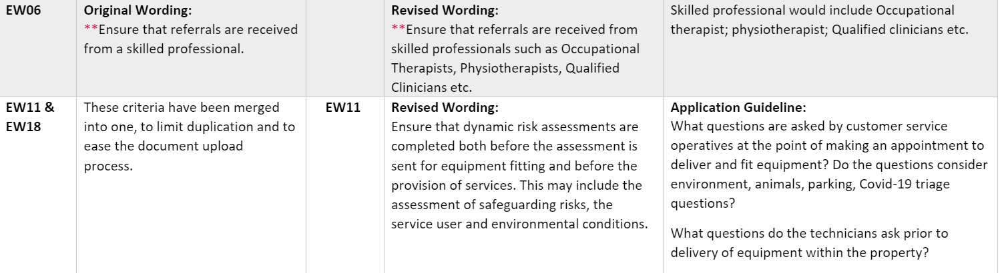 EW06
Original Wording:
**Ensure that referrals are received
from a skilled professional.
Revised Wording:
**Ensure that referrals are received from
skilled professionals such as Occupational
Therapists, Physiotherapists, Qualified
Clinicians etc.
Skilled professional would include Occupational
therapist; physiotherapist; Qualified clinicians etc.
EW11 &
EW18
These criteria have been merged
into one, to limit duplication and to
ease the document upload
process.
EW11
Revised Wording:
Ensure that dynamic risk assessments are
completed both before the assessment is
sent for equipment fitting and before the
provision of services. This may include the
assessment of safeguarding risks, the
service user and environmental conditions.
Application Guideline:
What questions are asked by customer service
operatives at the point of making an appointment to
deliver and fit equipment? Do the questions consider
environment, animals, parking, Covid-19 triage
questions?
What questions do the technicians ask prior to
delivery of equipment within the property?